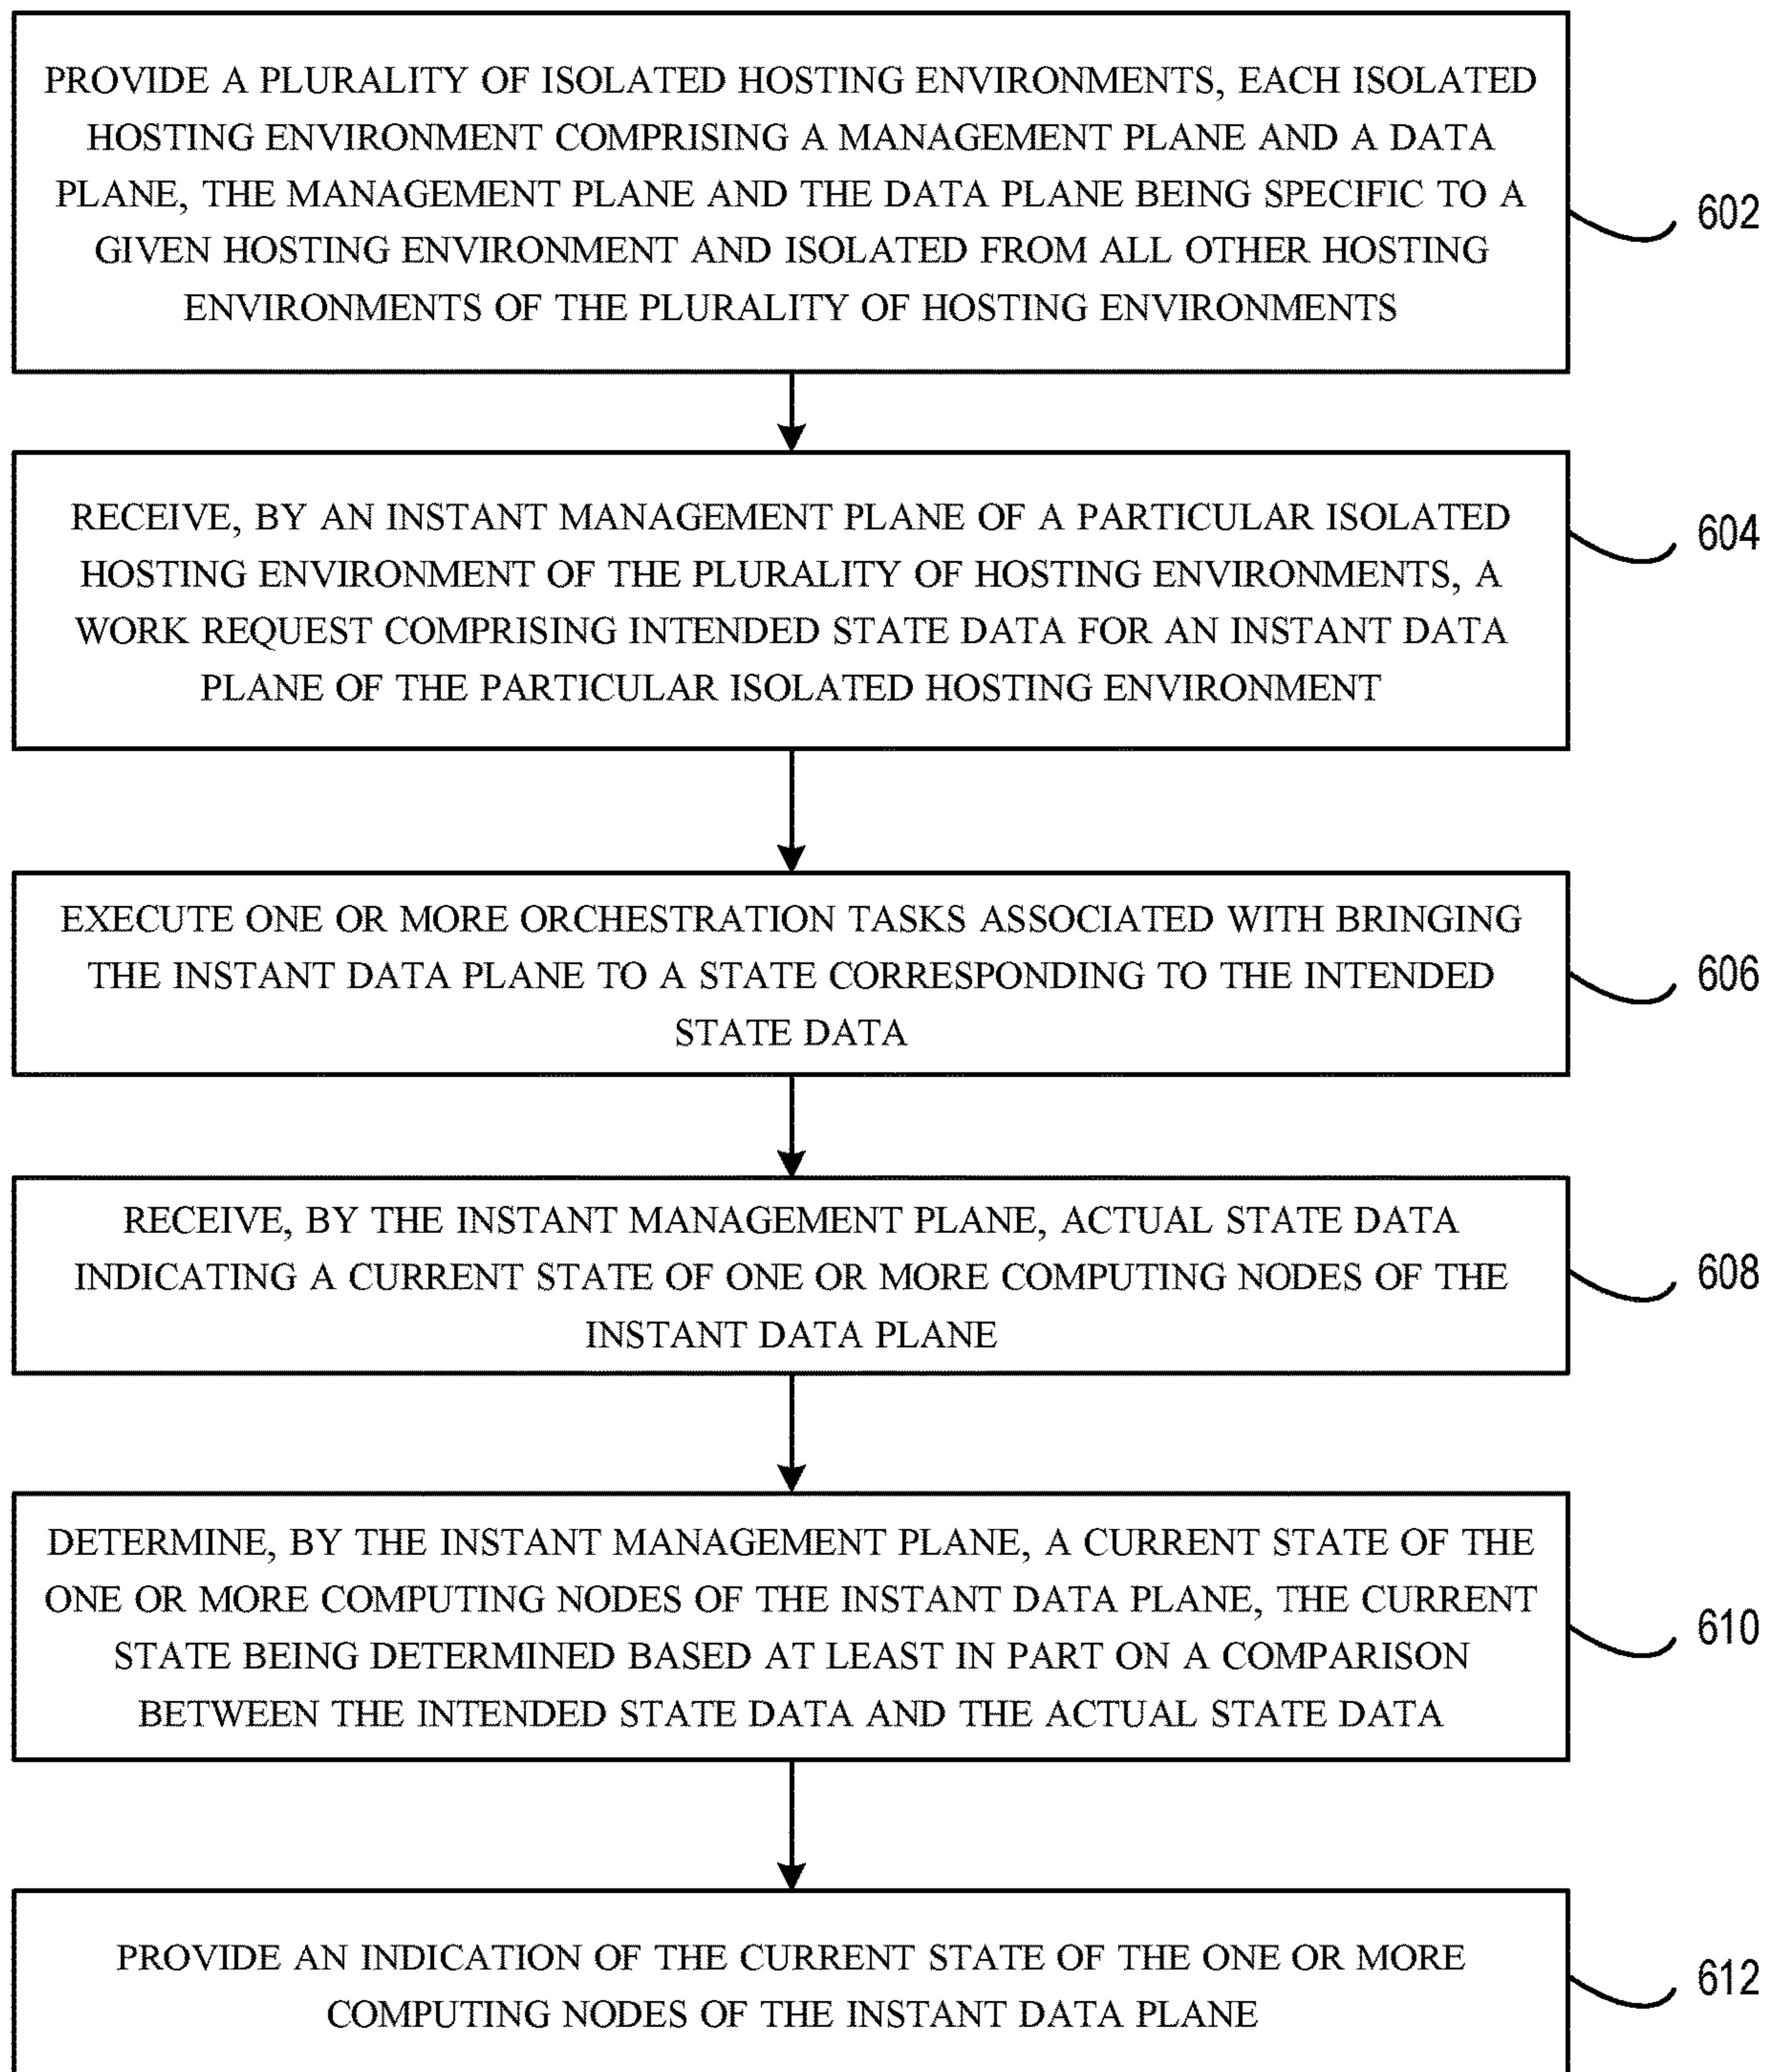 PROVIDE A PLURALITY OF ISOLATED HOSTING ENVIRONMENTS, EACH ISOLATED
HOSTING ENVIRONMENT COMPRISING A MANAGEMENT PLANE AND A DATA
PLANE, THE MANAGEMENT PLANE AND THE DATA PLANE BEING SPECIFIC TO A
GIVEN HOSTING ENVIRONMENT AND ISOLATED FROM ALL OTHER HOSTING
ENVIRONMENTS OF THE PLURALITY OF HOSTING ENVIRONMENTS
602
RECEIVE, BY AN INSTANT MANAGEMENT PLANE OF A PARTICULAR ISOLATED
HOSTING ENVIRONMENT OF THE PLURALITY OF HOSTING ENVIRONMENTS, A
WORK REQUEST COMPRISING INTENDED STATE DATA FOR AN INSTANT DATA
PLANE OF THE PARTICULAR ISOLATED HOSTING ENVIRONMENT
604
EXECUTE ONE OR MORE ORCHESTRATION TASKS ASSOCIATED WITH BRINGING
THE INSTANT DATA PLANE TO A STATE CORRESPONDING TO THE INTENDED
STATE DATA
606
RECEIVE, BY THE INSTANT MANAGEMENT PLANE, ACTUAL STATE DATA
INDICATING A CURRENT STATE OF ONE OR MORE COMPUTING NODES OF THE
INSTANT DATA PLANE
608
DETERMINE, BY THE INSTANT MANAGEMENT PLANE, A CURRENT STATE OF THE
ONE OR MORE COMPUTING NODES OF THE INSTANT DATA PLANE, THE CURRENT
STATE BEING DETERMINED BASED AT LEAST IN PART ON A COMPARISON
BETWEEN THE INTENDED STATE DATA AND THE ACTUAL STATE DATA
610
PROVIDE AN INDICATION OF THE CURRENT STATE OF THE ONE OR MORE
COMPUTING NODES OF THE INSTANT DATA PLANE
612